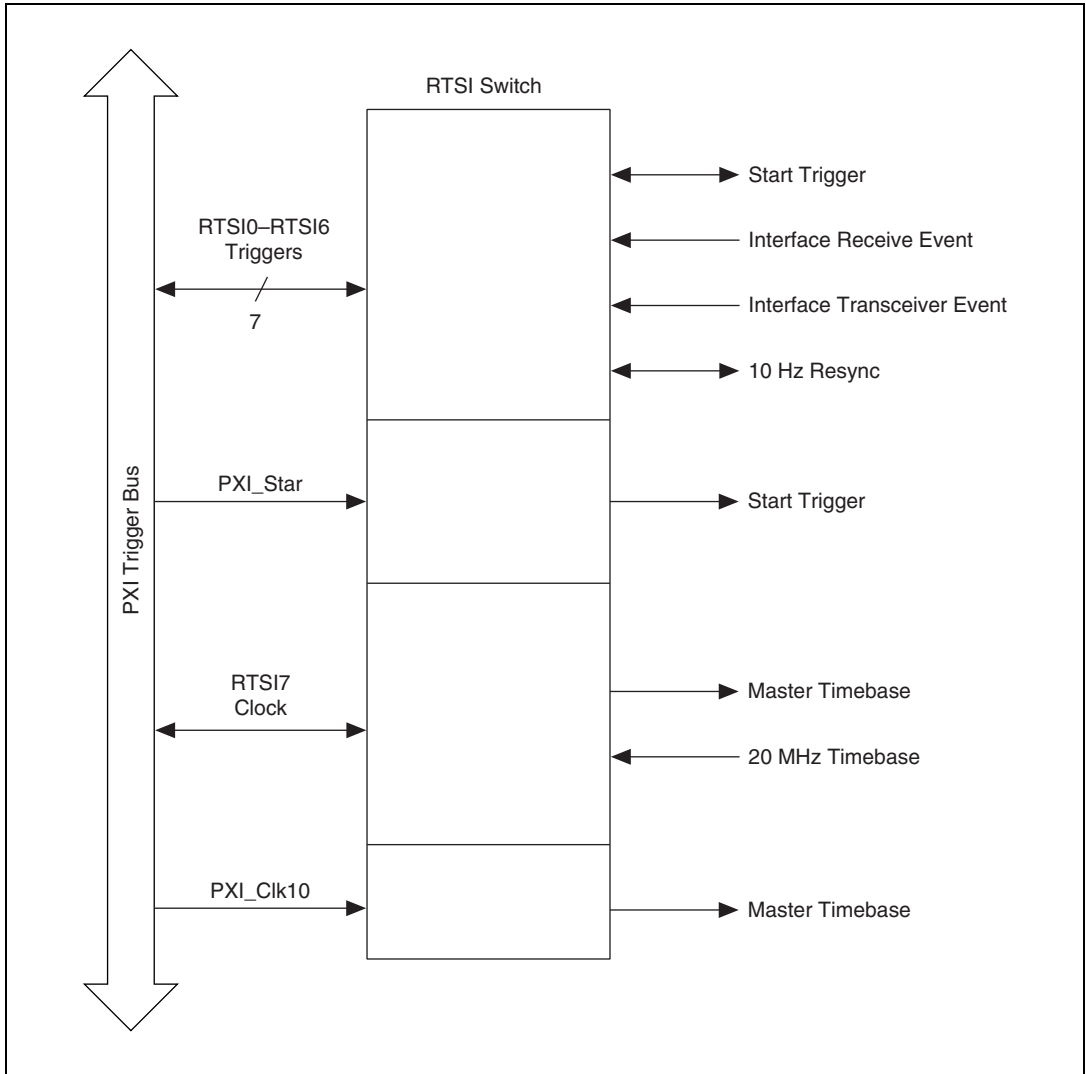 RTSI Switch
PXI Trigger Bus
RTSI0–RTSI6
Triggers
7
Start Trigger
Interface Receive Event
Interface Transceiver Event
10 Hz Resync
PXI_Star
Start Trigger
RTSI7
Clock
Master Timebase
20 MHz Timebase
PXI_Clk10
Master Timebase